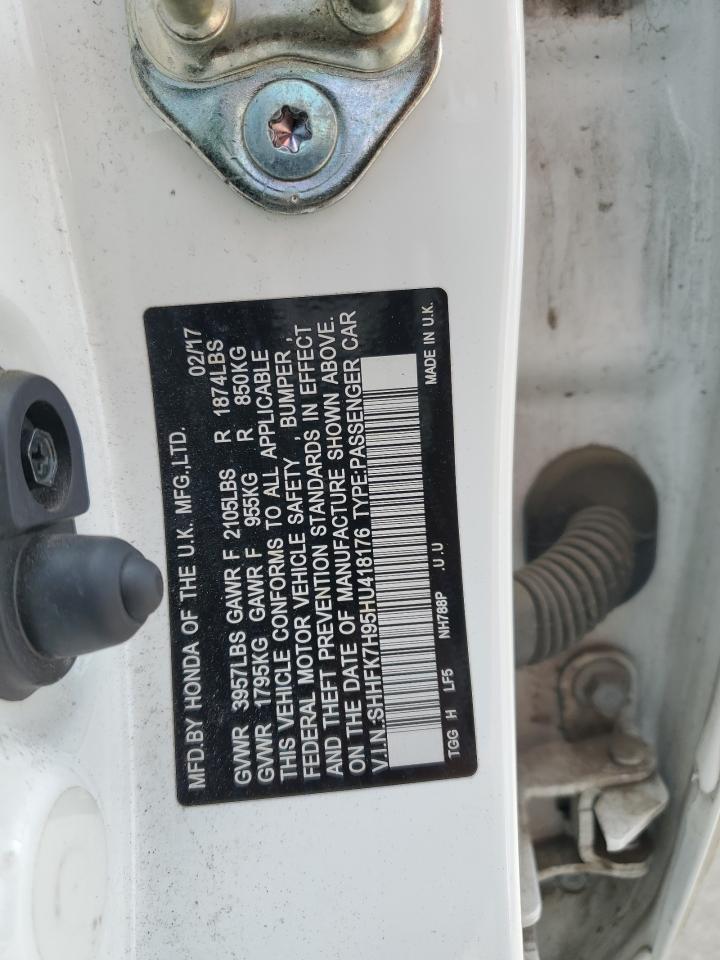 MFD.BY HONDA OF THE U.K. MFG.,LTD. 02/17
GVWR 3957LBS GAWR F 2105LBS R 1874LBS
GVWR 1795KG GAWR F 955KG R 850KG
THIS VEHICLE CONFORMS TO ALL APPLICABLE
FEDERAL MOTOR VEHICLE SAFETY , BUMPER ,
AND THEFT PREVENTION STANDARDS IN EFFECT
ON THE DATE OF MANUFACTURE SHOWN ABOVE.
V.I.N.:SHHFK7H95HU418176 TYPE:PASSENGER CAR
TGG H LF5 NH788P .U .U MADE IN U.K.